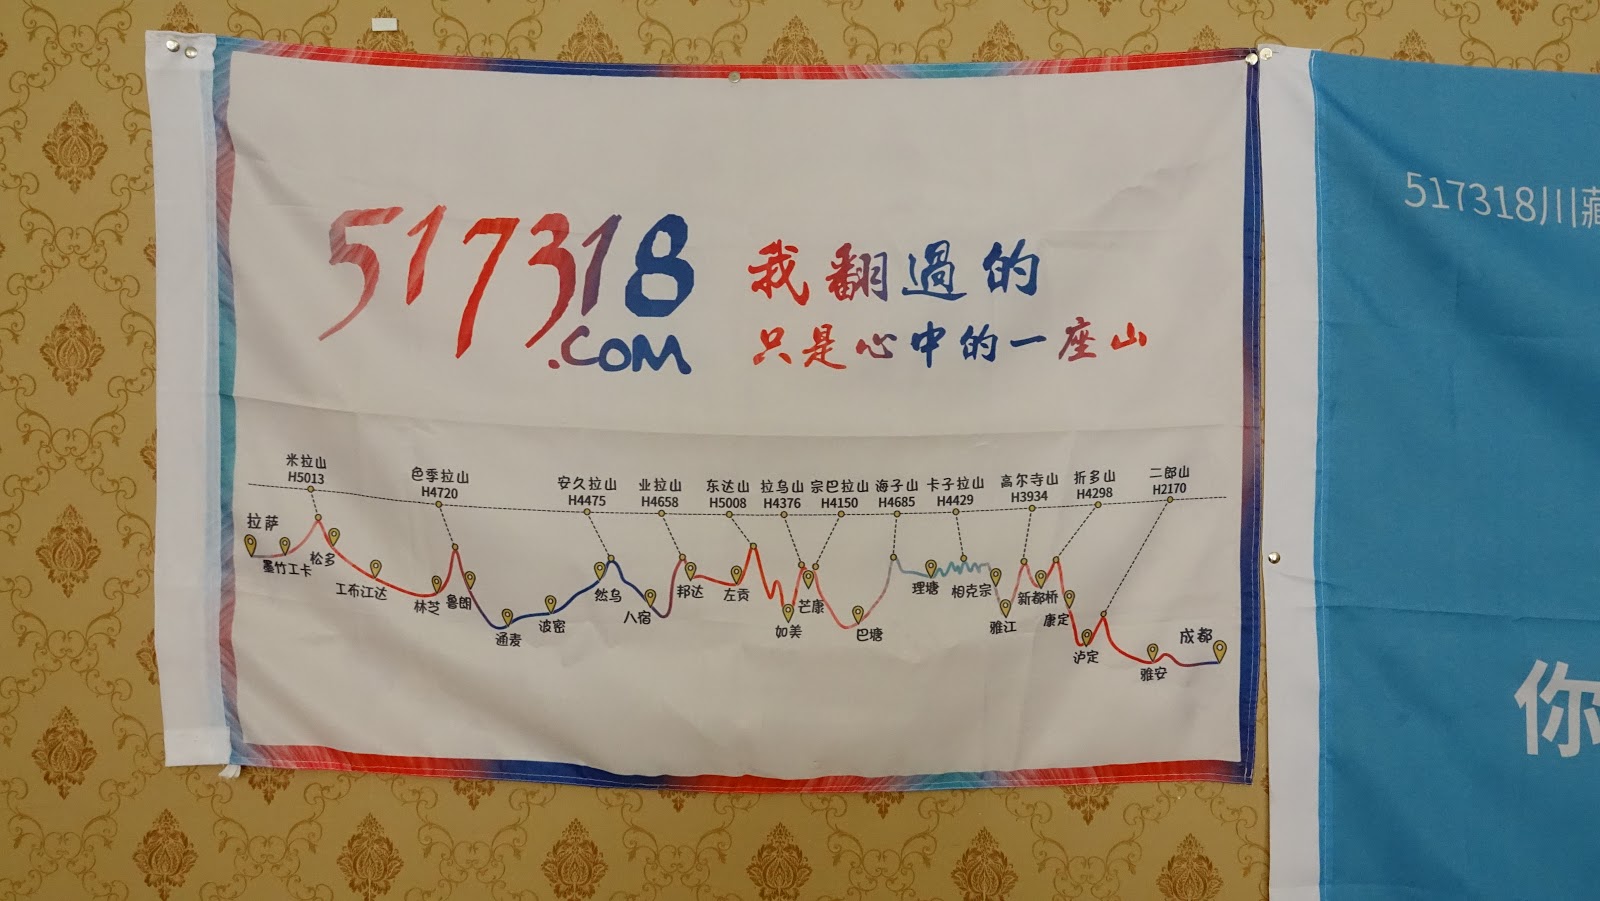 517318
.COM
我翻過的
只是心中的一座山
米拉山
H5013
色季拉山
H4720
安久拉山
H4475
业拉山
H4658
东达山
H5008
拉乌山
H4376
宗巴拉山
H4150
海子山
H4685
卡子拉山
H4429
高尔寺山
H3934
折多山
H4298
二郎山
H2170
拉萨
墨竹工卡
松多
工布江达
林芝
鲁朗
通麦
波密
然乌
八宿
邦达
左贡
如美
芒康
巴塘
理塘
相克宗
雅江
新都桥
康定
泸定
雅安
成都
517318川藏
你